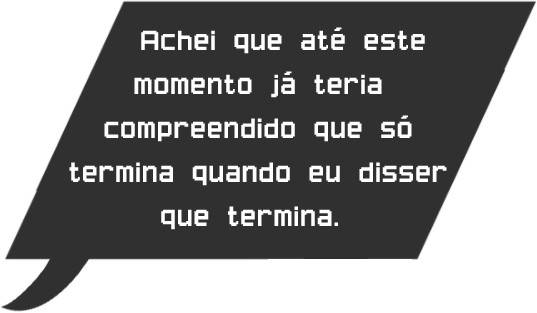 Achei que até este
momento já teria
compreendido que só
termina quando eu disser
que termina.